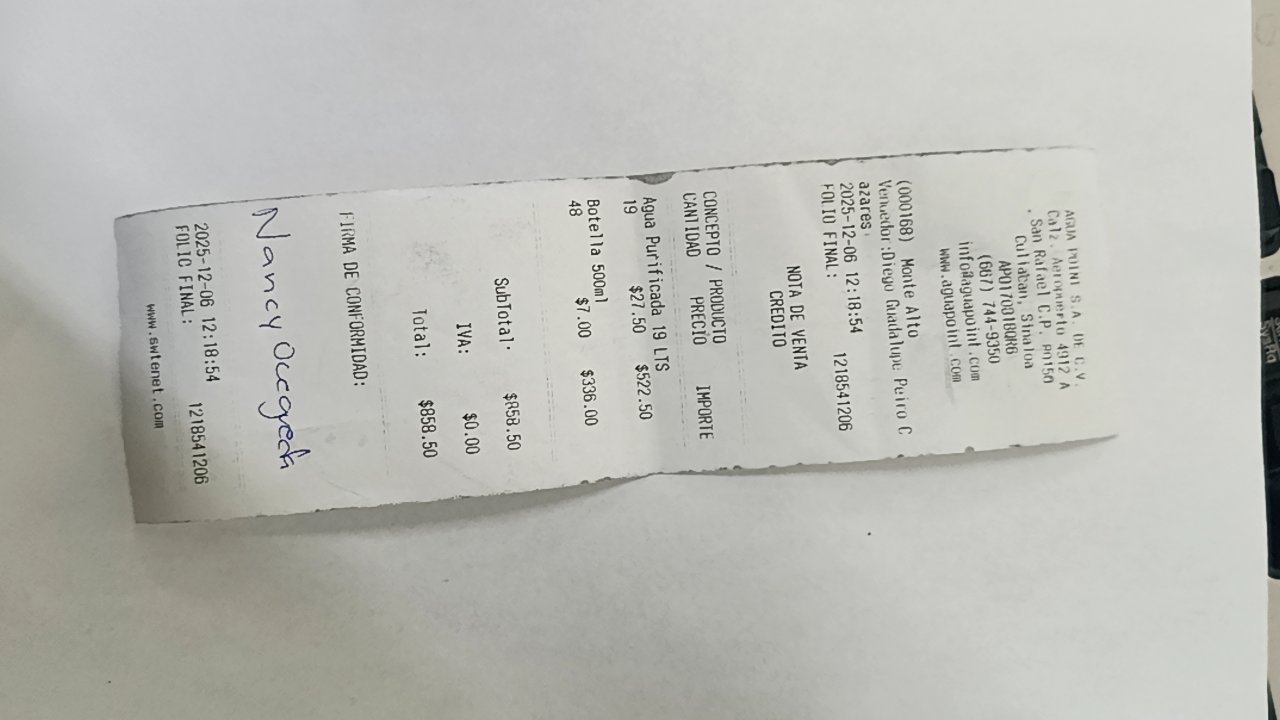 AGUA POINT S.A. DE C.V.
Calz. Aeropuerto 4912 A
, San Rafael C.P. 80150
Culiacan, Sinaloa
APO170818QR6
(667) 744-9350
info@aguapoint.com
www.aguapoint.com
(000168) Monte Alto
Vendedor:Diego Guadalupe Peiro C
azares.
2025-12-06 12:18:54 1218541206
FOLIO FINAL:
NOTA DE VENTA
CREDITO
CONCEPTO / PRODUCTO
CANTIDAD PRECIO IMPORTE
Agua Purificada 19 LTS
19 $27.50 $522.50
Botella 500ml
48 $7.00 $336.00
SubTotal: $858.50
IVA: $0.00
Total: $858.50
FIRMA DE CONFORMIDAD:
Nancy Ocegueda
2025-12-06 12:18:54 1218541206
FOLIO FINAL:
www.swtenet.com